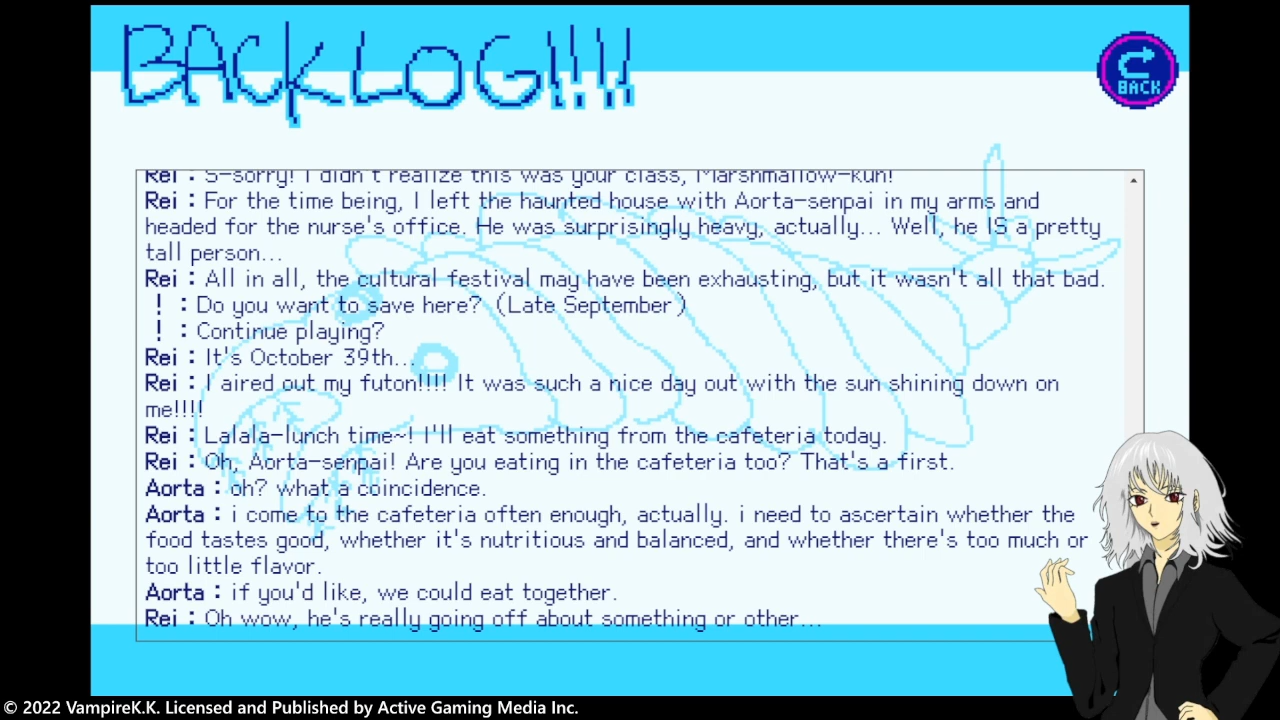 BACKLOG!!!!
BACK
Rei : S-sorry! I didn't realize this was your class, Marshmallow-kun!
Rei : For the time being, I left the haunted house with Aorta-senpai in my arms and
headed for the nurse's office. He was surprisingly heavy, actually... Well, he IS a pretty
tall person...
Rei : All in all, the cultural festival may have been exhausting, but it wasn't all that bad.
! : Do you want to save here? (Late September)
! : Continue playing?
Rei : It's October 39th...
Rei : I aired out my futon!!!! It was such a nice day out with the sun shining down on
me!!!!
Rei : Lalala-lunch time~! I'll eat something from the cafeteria today.
Rei : Oh, Aorta-senpai! Are you eating in the cafeteria too? That's a first.
Aorta : oh? what a coincidence.
Aorta : i come to the cafeteria often enough, actually. i need to ascertain whether the
food tastes good, whether it's nutritious and balanced, and whether there's too much or
too little flavor.
Aorta : if you'd like, we could eat together.
Rei : Oh wow, he's really going off about something or other...
© 2022 VampireK.K. Licensed and Published by Active Gaming Media Inc.